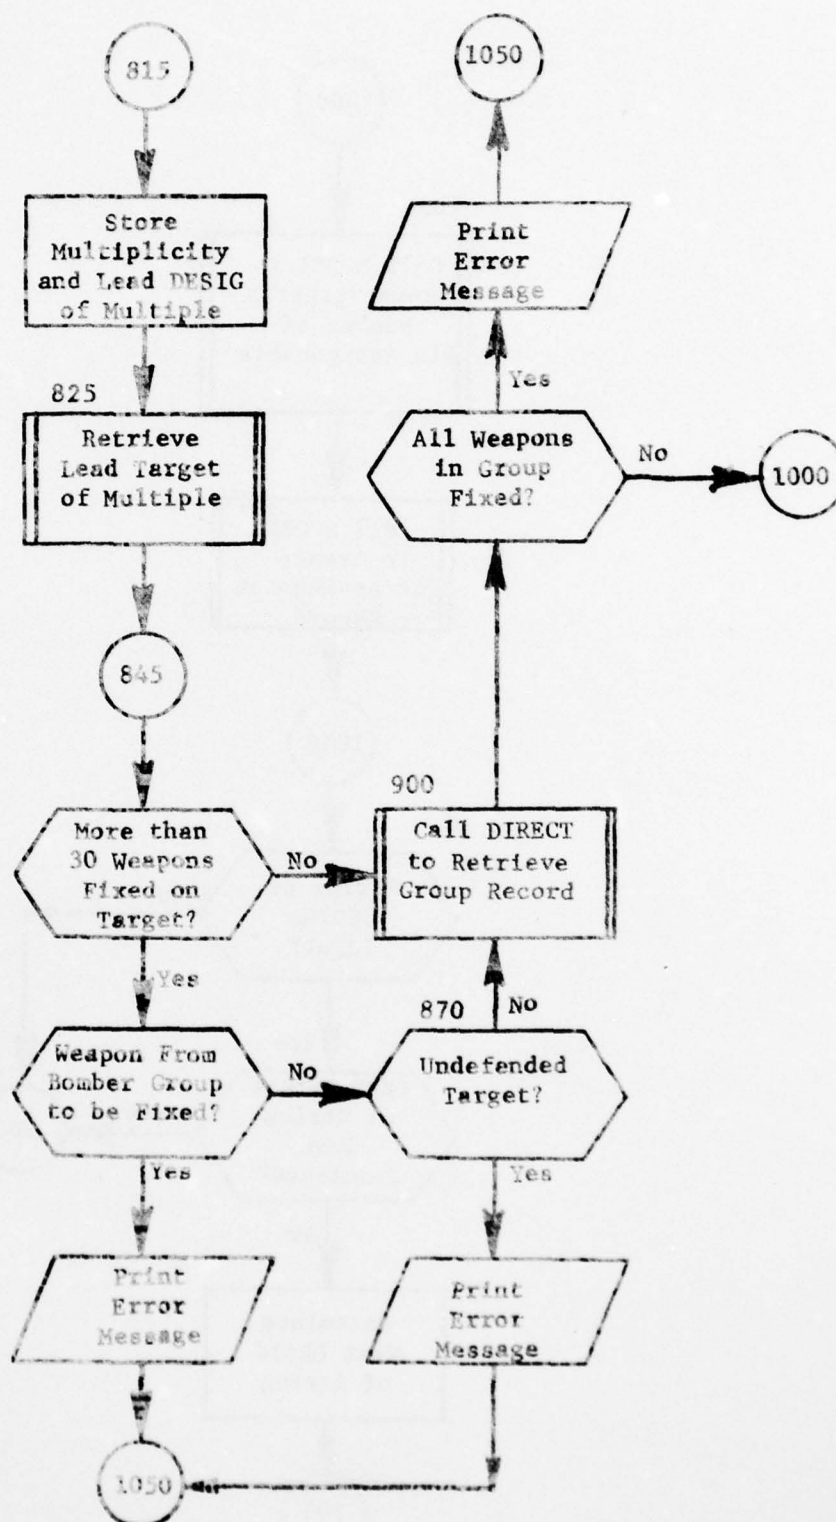 815
Store
Multiplicity
and Lead DESIG
of Multiple
825
Retrieve
Lead Target
of Multiple
845
More than
30 Weapons
Fixed on
Target?
No
Yes
Weapon From
Bomber Group
to be Fixed?
No
Yes
Print
Error
Message
1050
1050
Print
Error
Message
Yes
All Weapons
in Group
Fixed?
No
1000
900
Call DIRECT
to Retrieve
Group Record
No
870
Undefended
Target?
Yes
Print
Error
Message